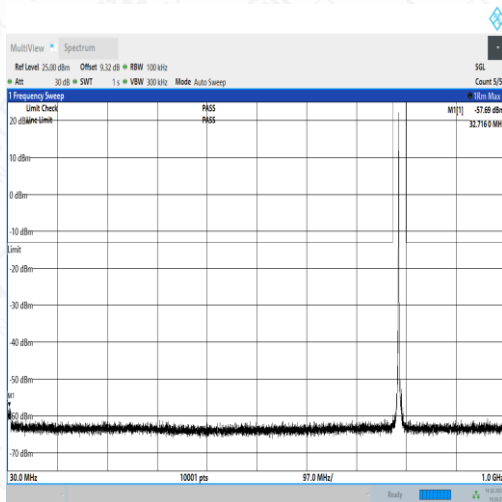 MultiView Spectrum
Ref Level 25.00 dBm Offset 9.32 dB RBW 100 kHz SGL
Att 30 dB SWT 1 s VBW 300 kHz Mode Auto Sweep Count 5/5
1 Frequency Sweep 1Rm Max
Limit Check PASS M1[1] -57.69 dBm
20 dBm Line Limit PASS 32.7160 MH
10 dBm
0 dBm
-10 dBm
Limit
-20 dBm
-30 dBm
-40 dBm
-50 dBm
M1
-60 dBm
-70 dBm
30.0 MHz 10001 pts 97.0 MHz/ 1.0 GHz
Ready